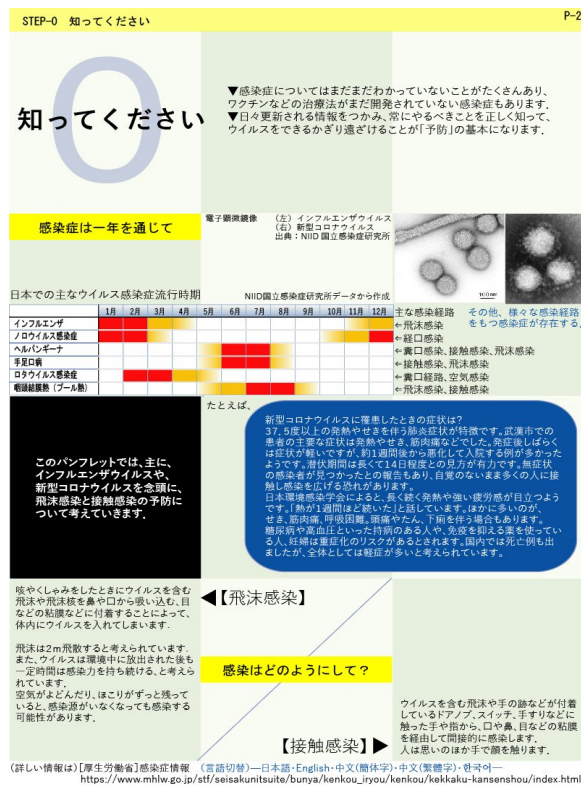 STEP-0　知ってください
P-2
0
知ってください
▼感染症についてはまだまだわかっていないことがたくさんあり、
ワクチンなどの治療法がまだ開発されていない感染症もあります.
▼日々更新される情報をつかみ、常にやるべきことを正しく知って、
ウイルスをできるかぎり遠ざけることが｢予防｣の基本になります.
感染症は一年を通じて
電子顕微鏡像　（左）インフルエンザウイルス
（右）新型コロナウイルス
出典：NIID 国立感染症研究所
100 nm
日本での主なウイルス感染症流行時期
NIID国立感染症研究所データから作成
1月 2月 3月 4月 5月 6月 7月 8月 9月 10月 11月 12月 主な感染経路
その他、様々な感染経路
をもつ感染症が存在する.
インフルエンザ ⇐飛沫感染
ノロウイルス感染症 ⇐経口感染
ヘルパンギーナ ⇐糞口感染､接触感染､飛沫感染
手足口病 ⇐接触感染、飛沫感染
ロタウイルス感染症 ⇐糞口経路、空気感染
咽頭結膜熱（プール熱） ⇐飛沫感染､接触感染
このパンフレットでは､主に､
インフルエンザウイルスや､
新型コロナウイルスを念頭に､
飛沫感染と接触感染の予防に
ついて考えていきます.
たとえば、
新型コロナウイルスに罹患したときの症状は?
37.5度以上の発熱やせきを伴う肺炎症状が特徴です。武漢市での
患者の主要な症状は発熱やせき、筋肉痛などでした。発症後しばらく
は症状が軽いですが、約1週間後から悪化して入院する例が多かった
ようです。潜伏期間は長くて14日程度との見方が有力です。無症状
の感染者が見つかったとの報告もあり、自覚のないまま多くの人に接
触し感染を広げる恐れがあります。
日本環境感染学会によると、長く続く発熱や強い疲労感が目立つよう
です。｢熱が1週間ほど続いた｣と話しています。ほかに多いのが、
せき、筋肉痛、呼吸困難。頭痛やたん、下痢を伴う場合もあります。
糖尿病や高血圧といった持病のある人や、免疫を抑える薬を使ってい
る人、妊婦は重症化のリスクがあるとされます。国内では死亡例も出
ましたが、全体としては軽症が多いと考えられています。
咳やくしゃみをしたときにウイルスを含む
飛沫や飛沫核を鼻や口から吸い込む､目
などの粘膜などに付着することによって､
体内にウイルスを入れてしまいます.
飛沫は2m飛散すると考えられています.
また､ウイルスは環境中に放出された後も
一定時間は感染力を持ち続ける､と考えら
れています.
空気がよどんだり､ほこりがずっと残って
いると､感染源がいなくなっても感染する
可能性があります.
◀【飛沫感染】
感染はどのようにして？
【接触感染】▶
ウイルスを含む飛沫や手の跡などが付着
しているドアノブ､スイッチ､手すりなどに
触った手や指から､口や鼻､目などの粘膜
を経由して間接的に感染します.
人は思いのほか手で顔を触ります.
(詳しい情報は)［厚生労働省］感染症情報　(言語切替)―日本語･English･中文(簡体字)･中文(繁體字)･한국어―
https://www.mhlw.go.jp/stf/seisakunitsuite/bunya/kenkou_iryou/kenkou/kekkaku-kansenshou/index.html